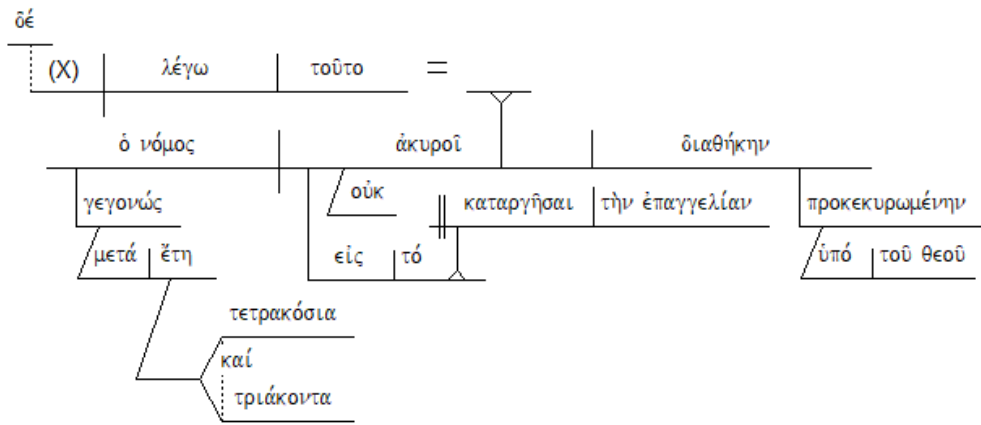 δέ
(X) λέγω τοῦτο =
ὁ νόμος ἀκυροῖ διαθήκην
γεγονώς οὐκ καταργῆσαι τὴν ἐπαγγελίαν προκεκυρωμένην
μετά ἔτη εἰς τό ὑπό τοῦ θεοῦ
τετρακόσια
καί
τριάκοντα